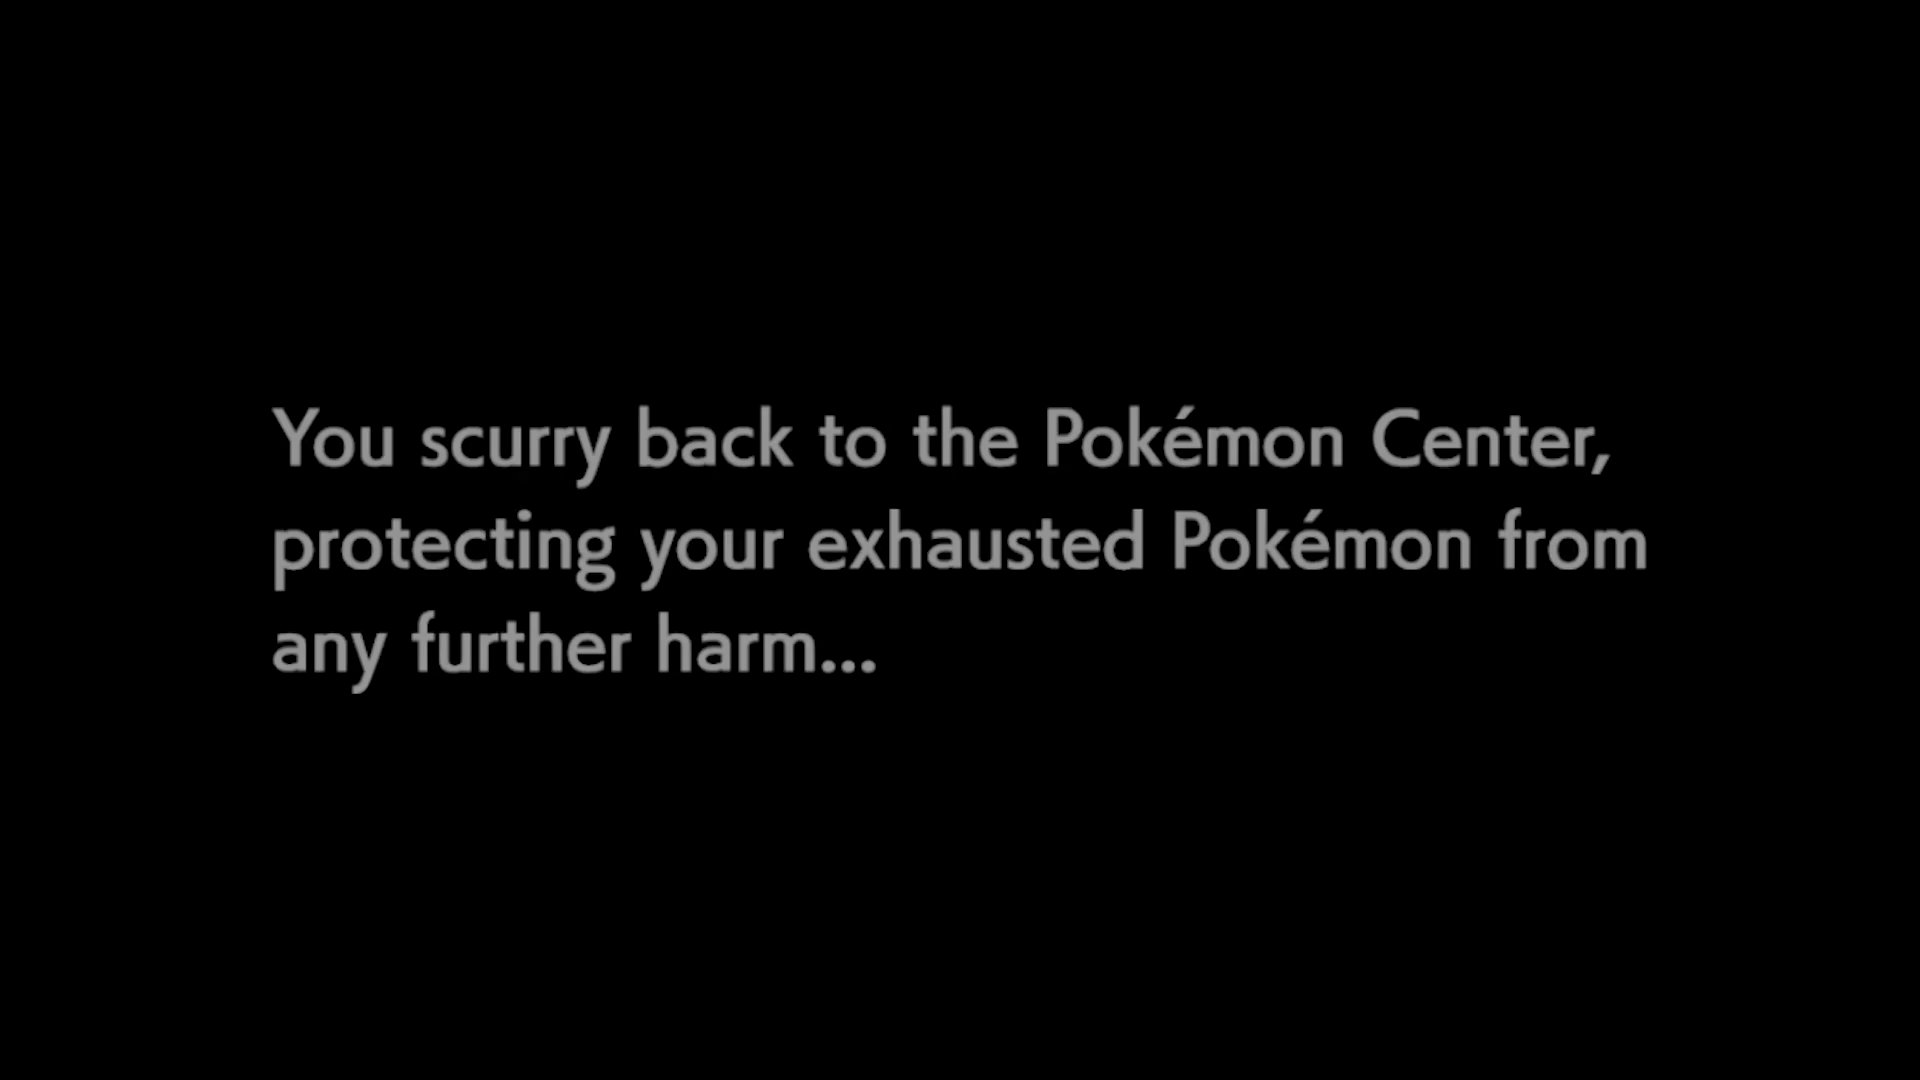 You scurry back to the Pokémon Center,
protecting your exhausted Pokémon from
any further harm...